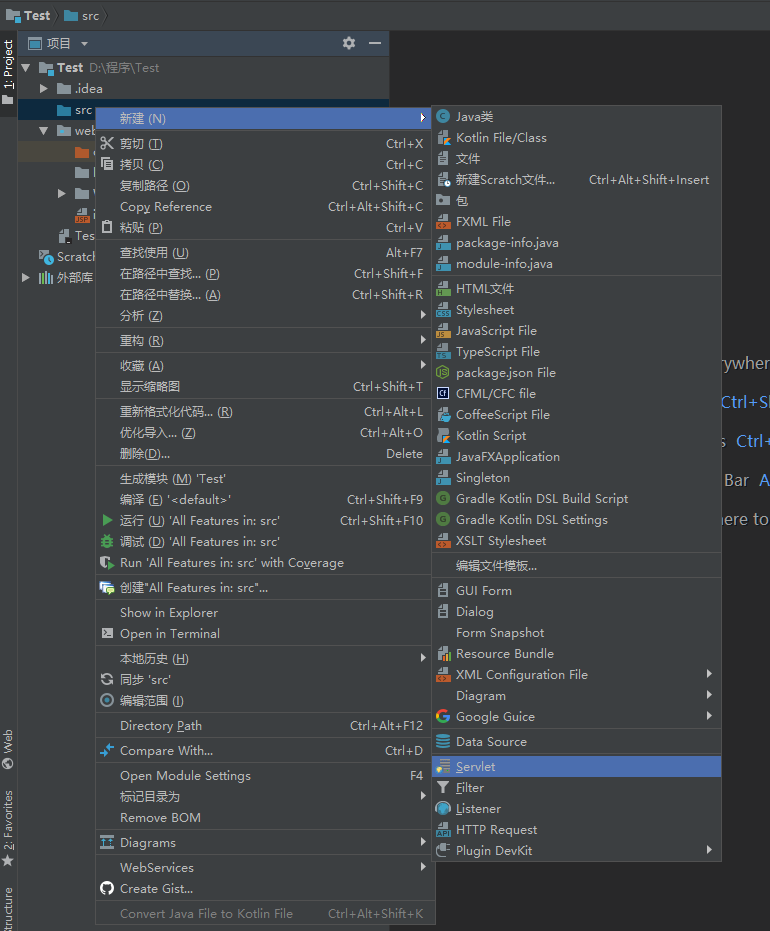 Test
src
1: Project
项目
Test D:\程序\Test
.idea
src
web
Test
Scratch
外部库
新建 (N)
剪切 (T) Ctrl+X
拷贝 (C) Ctrl+C
复制路径 (O) Ctrl+Shift+C
Copy Reference Ctrl+Alt+Shift+C
粘贴 (P) Ctrl+V
查找使用 (U) Alt+F7
在路径中查找... (P) Ctrl+Shift+F
在路径中替换... (A) Ctrl+Shift+R
分析 (Z)
重构 (R)
收藏 (A)
显示缩略图 Ctrl+Shift+T
重新格式化代码... (R) Ctrl+Alt+L
优化导入... (Z) Ctrl+Alt+O
删除(D)... Delete
生成模块 (M) 'Test'
编译 (E) '<default>' Ctrl+Shift+F9
运行 (U) 'All Features in: src' Ctrl+Shift+F10
调试 (D) 'All Features in: src'
Run 'All Features in: src' with Coverage
创建"All Features in: src"...
Show in Explorer
Open in Terminal
本地历史 (H)
同步 'src'
编辑范围 (I)
Directory Path Ctrl+Alt+F12
Compare With... Ctrl+D
Open Module Settings F4
标记目录为
Remove BOM
Diagrams
WebServices
Create Gist...
Convert Java File to Kotlin File Ctrl+Alt+Shift+K
Java类
Kotlin File/Class
文件
新建Scratch文件... Ctrl+Alt+Shift+Insert
包
FXML File
package-info.java
module-info.java
HTML文件
Stylesheet
JavaScript File
TypeScript File
package.json File
CFML/CFC file
CoffeeScript File
Kotlin Script
JavaFXApplication
Singleton
Gradle Kotlin DSL Build Script
Gradle Kotlin DSL Settings
XSLT Stylesheet
编辑文件模板...
GUI Form
Dialog
Form Snapshot
Resource Bundle
XML Configuration File
Diagram
Google Guice
Data Source
Servlet
Filter
Listener
HTTP Request
Plugin DevKit
ywhere
Ctrl+Sh
s Ctrl+
Bar A
here to
Web
2: Favorites
tructure